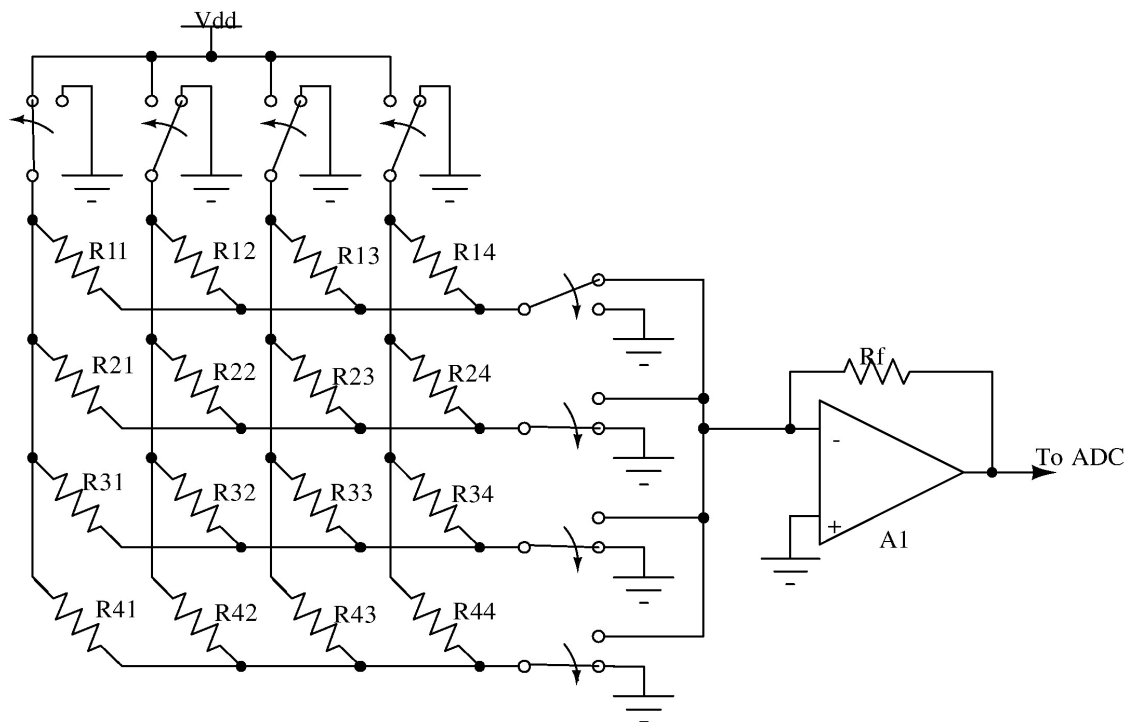 Vdd
R11 R12 R13 R14
R21 R22 R23 R24
Rf
-
To ADC
R31 R32 R33 R34
+
A1
R41 R42 R43 R44